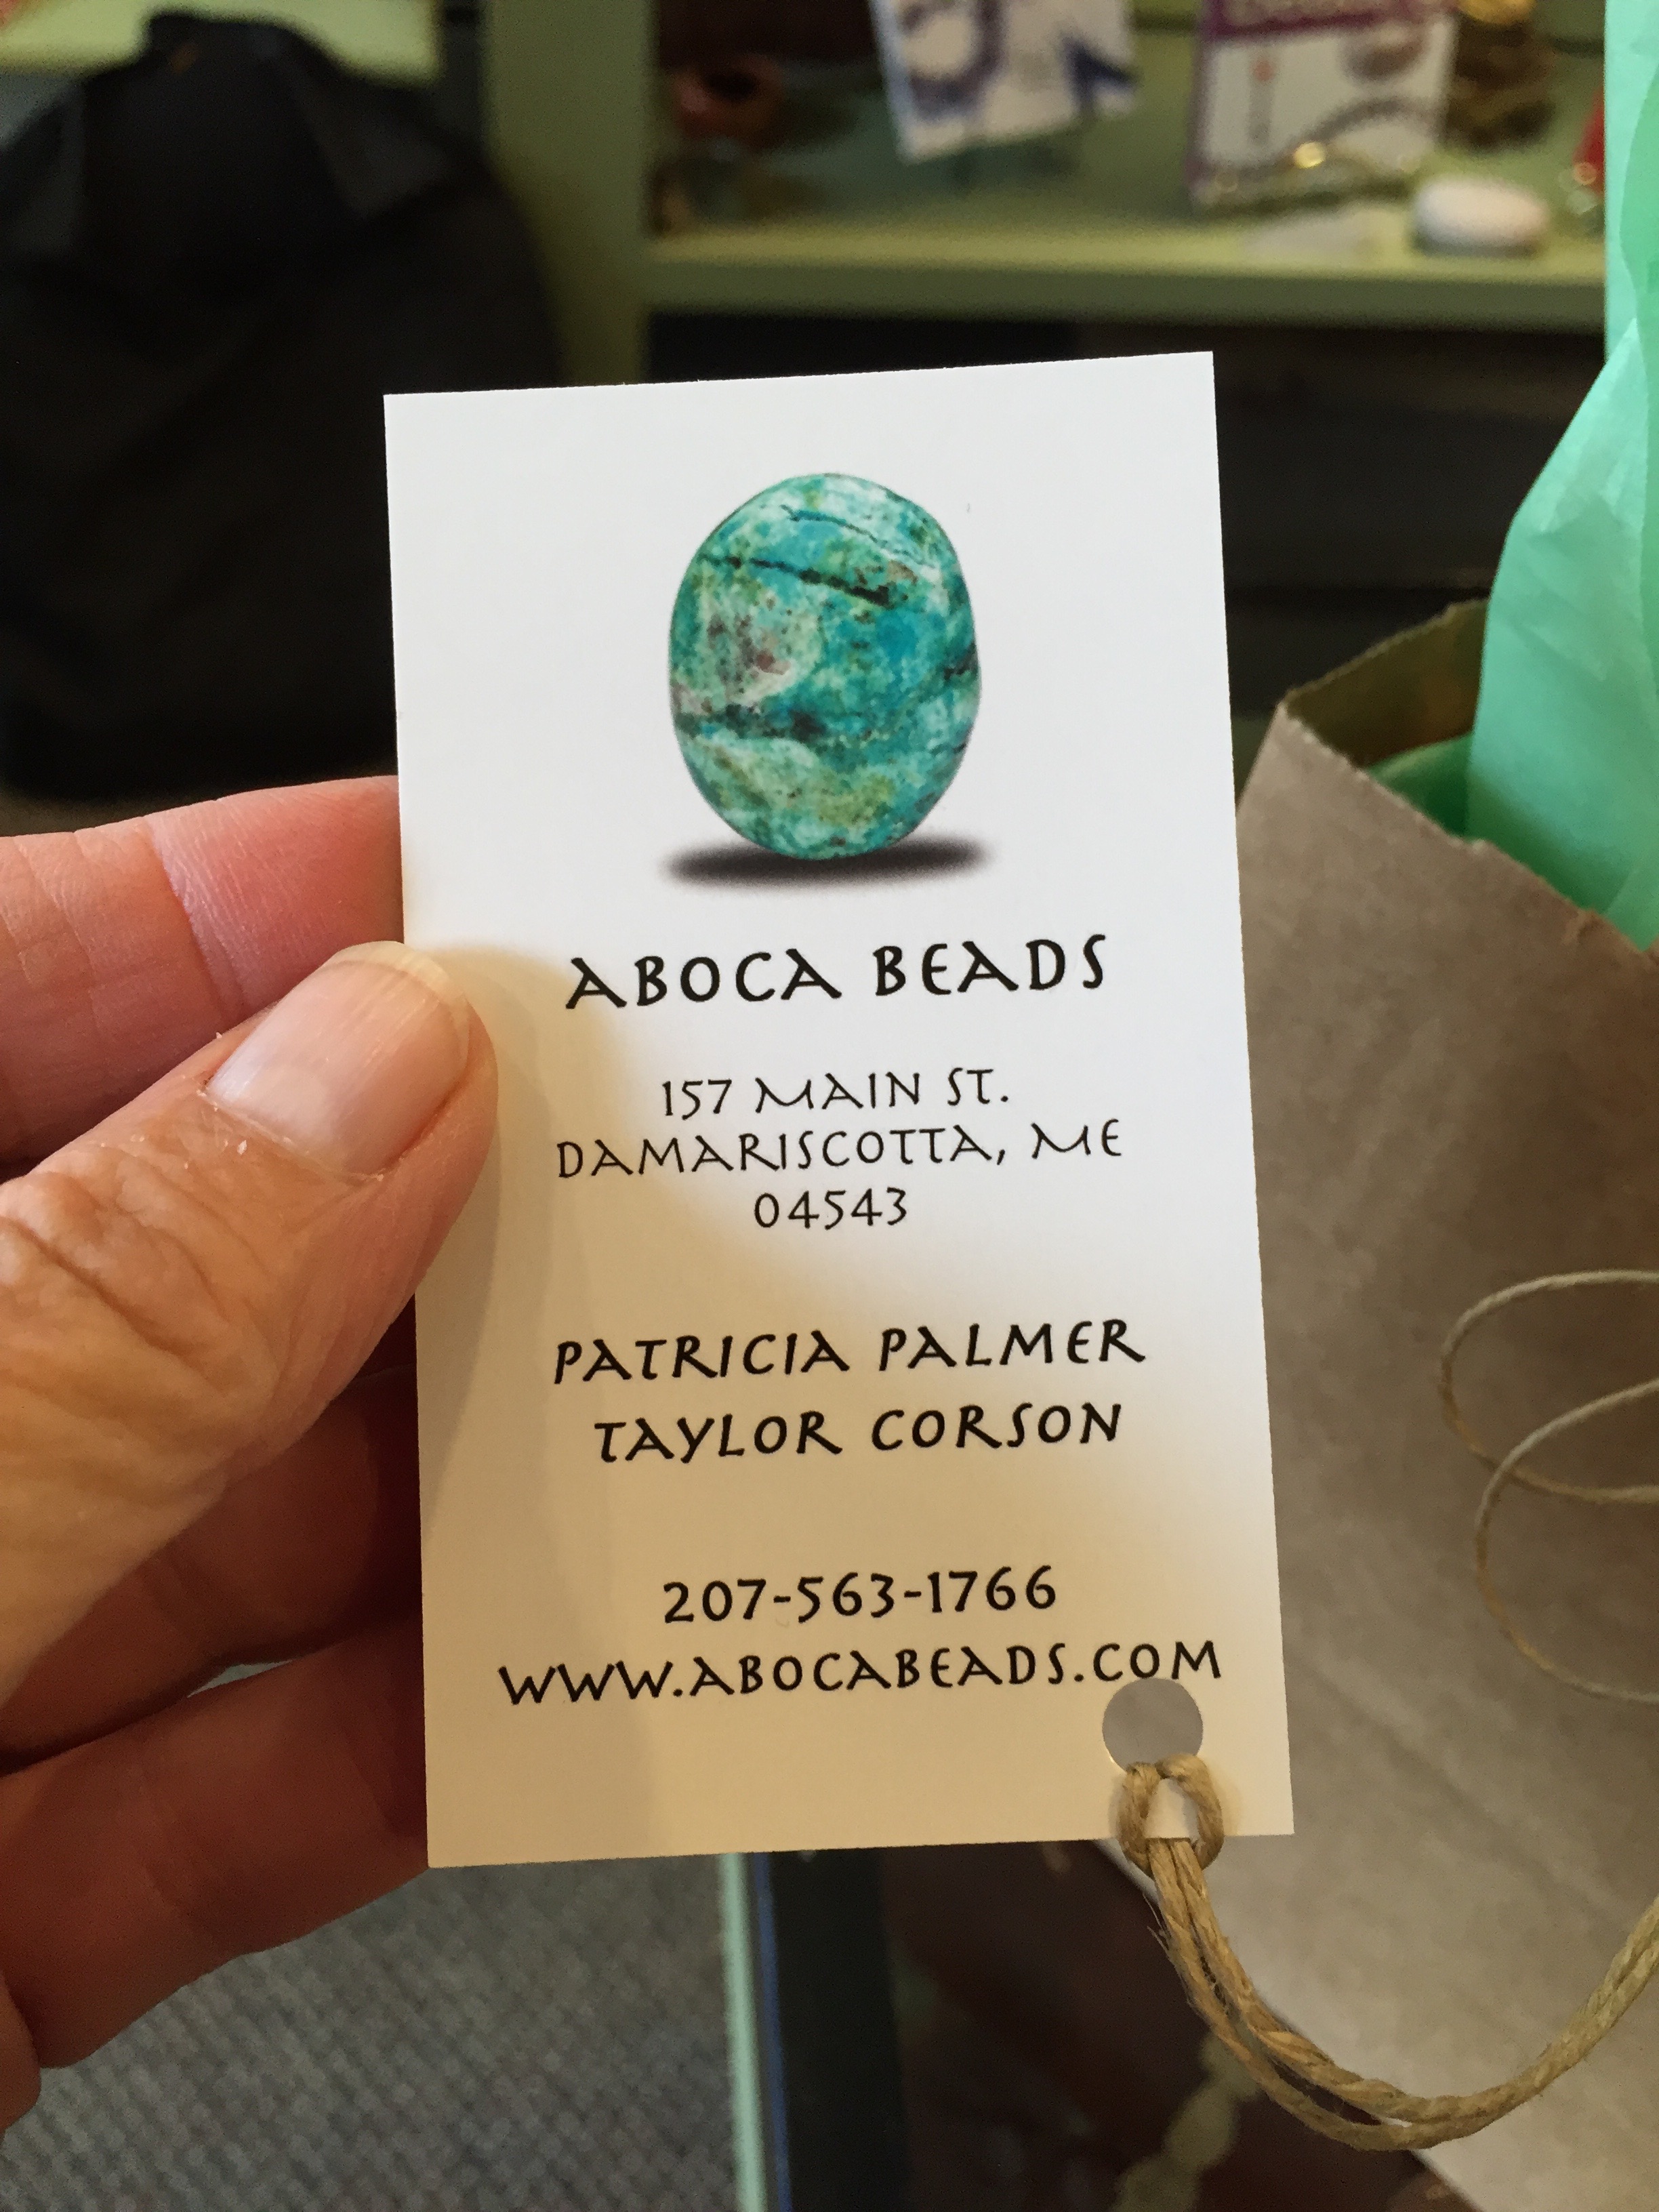 ABOCA BEADS
157 MAIN ST.
DAMARISCOTTA, ME
04543
PATRICIA PALMER
TAYLOR CORSON
207-563-1766
WWW.ABOCABEADS.COM